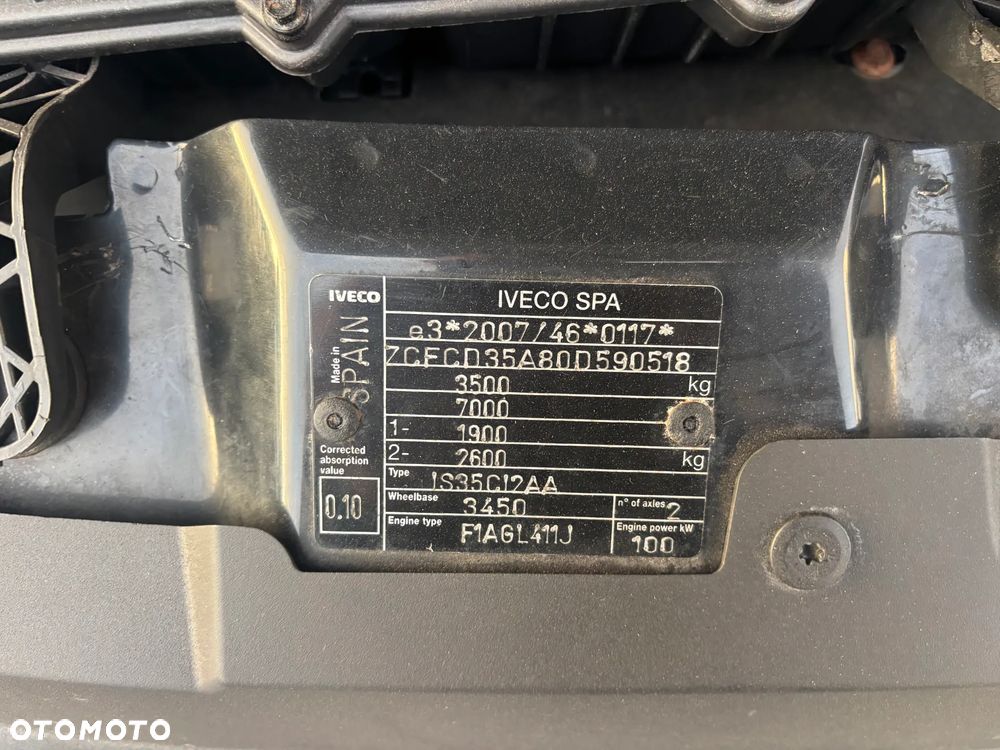 IVECO
IVECO SPA
Made in
SPAIN
e3*2007/46*0117*
ZCFCD35A80D590518
3500 kg
7000
1- 1900
2- 2600 kg
Corrected
absorption
value
0.10
Type IS35CI2AA
Wheelbase 3450
n° of axles 2
Engine type F1AGL411J
Engine power kW
100
OTOMOTO